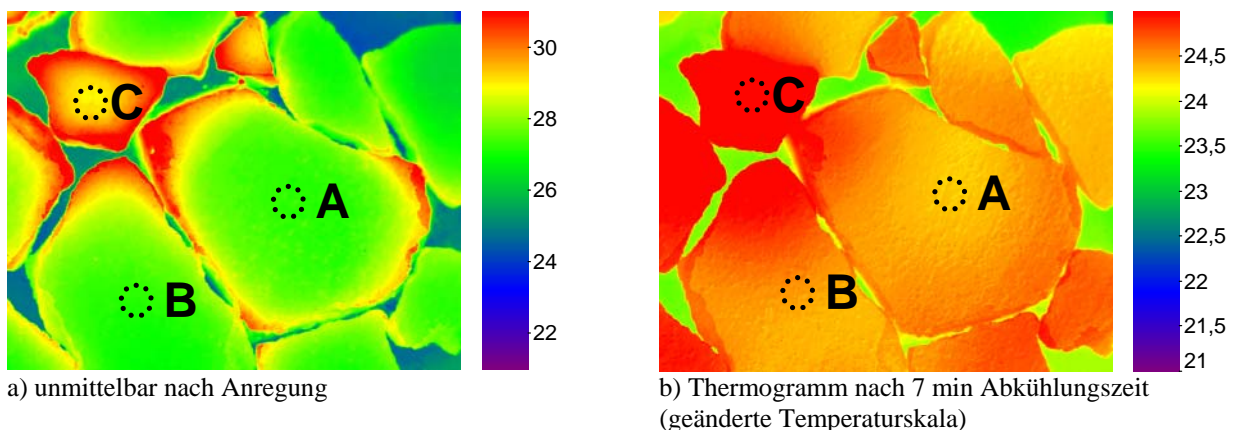 C
A
B
30
28
26
24
22
a) unmittelbar nach Anregung
C
A
B
24,5
24
23,5
23
22,5
22
21,5
21
b) Thermogramm nach 7 min Abkühlungszeit
(geänderte Temperaturskala)